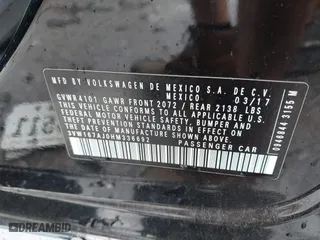 MFD. BY VOLKSWAGEN DE MEXICO S.A. DE C.V.
MEXICO 03/17
GVWR4101 GAWR FRONT 2072 / REAR 2138 LBS
THIS VEHICLE CONFORMS TO ALL APPLICABLE U.S.
FEDERAL MOTOR VEHICLE SAFETY, BUMPER AND
THEFT PREVENTION STANDARDS IN EFFECT ON THE
DATE OF MANUFACTURE SHOWN ABOVE.
PASSENGER CAR
DREAMBID